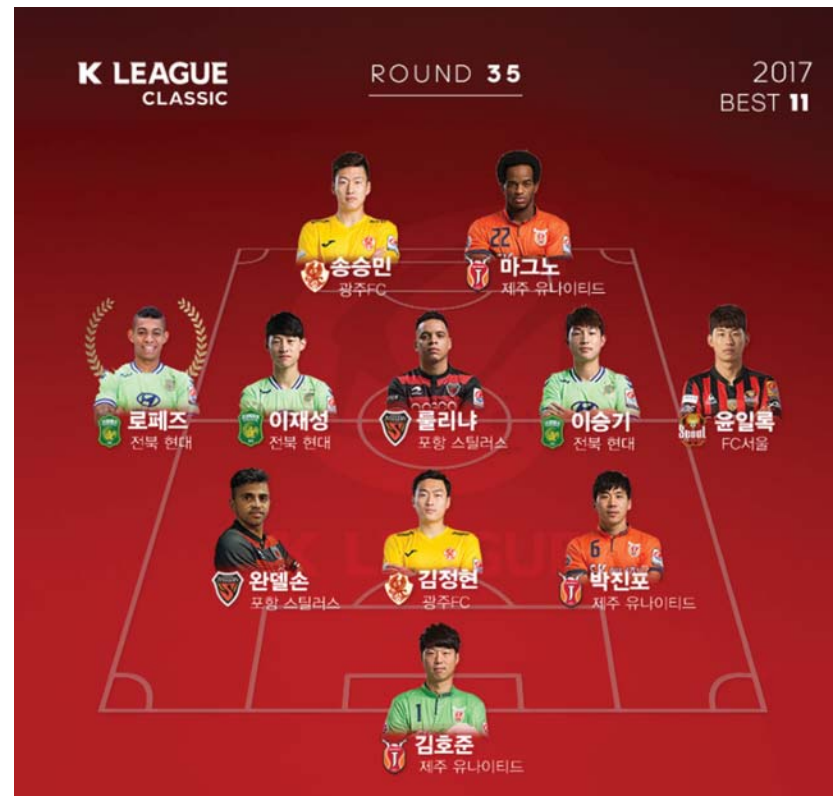 K LEAGUE
CLASSIC
ROUND 35
2017
BEST 11
22
송승민
광주FC
마그노
제주 유나이티드
로페즈
전북 현대
이재성
전북 현대
룰리냐
포항 스틸러스
이승기
전북 현대
Seoul
윤일록
FC서울
K LEAGUE
6
완델손
포항 스틸러스
김정현
광주FC
박진포
제주 유나이티드
1
김호준
제주 유나이티드